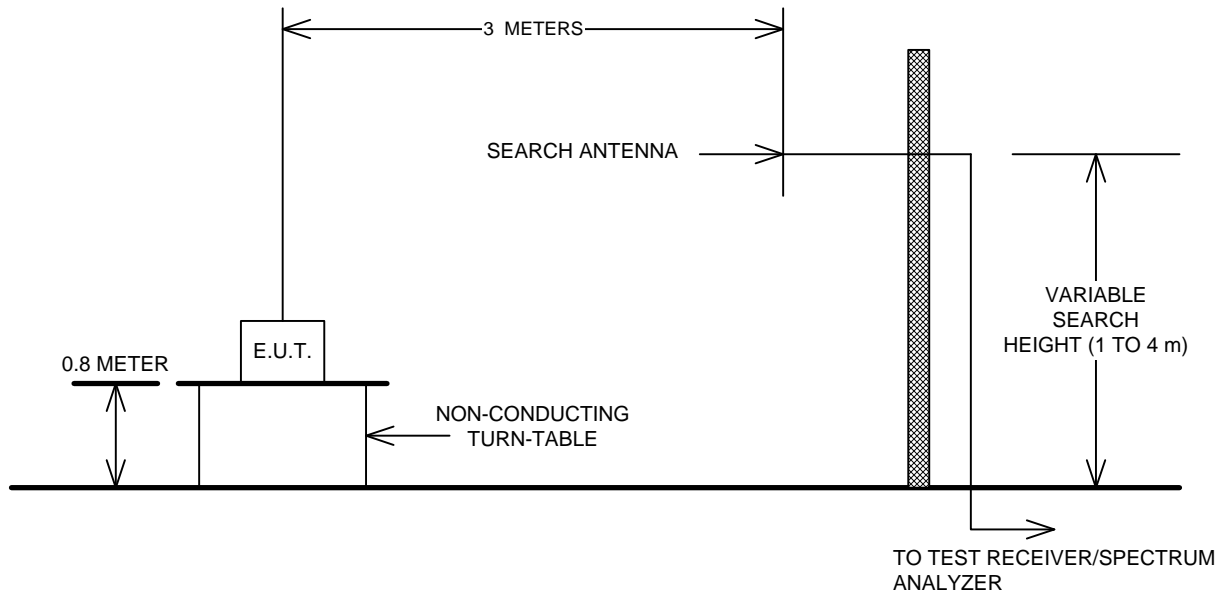 3 METERS
SEARCH ANTENNA
VARIABLE
SEARCH
HEIGHT (1 TO 4 m)
E.U.T.
0.8 METER
NON-CONDUCTING
TURN-TABLE
TO TEST RECEIVER/SPECTRUM
ANALYZER